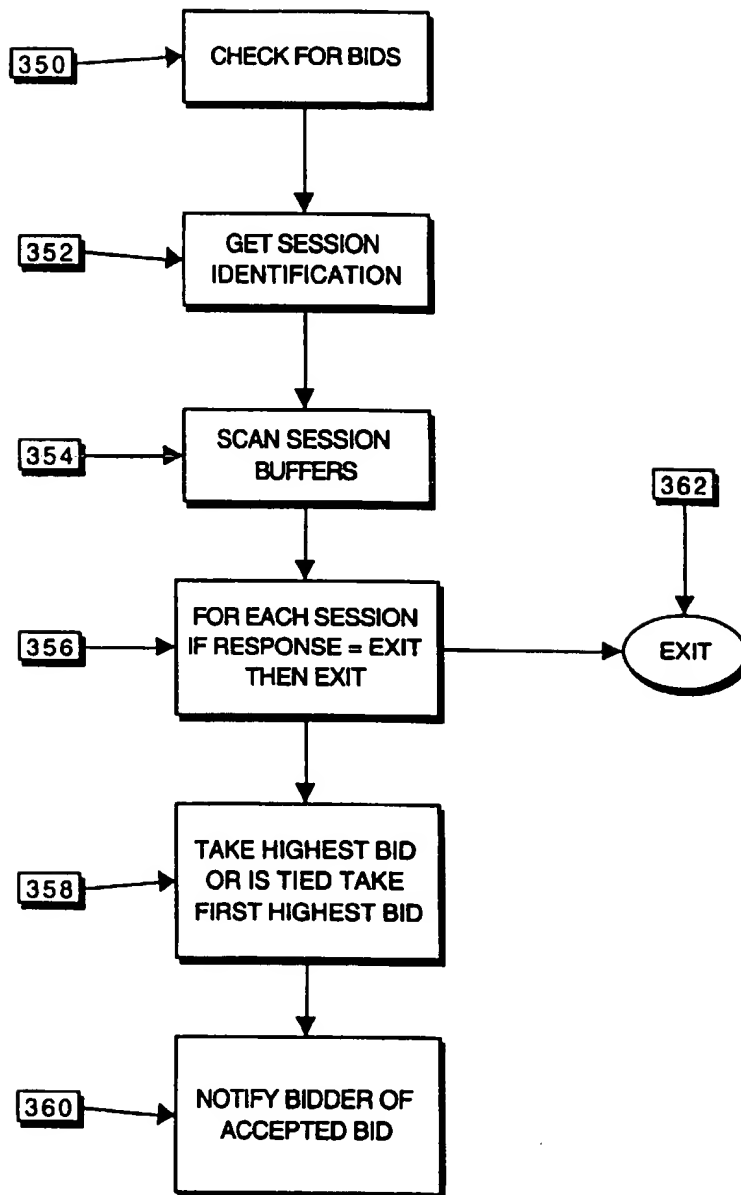 350
CHECK FOR BIDS
352
GET SESSION
IDENTIFICATION
354
SCAN SESSION
BUFFERS
362
356
FOR EACH SESSION
IF RESPONSE = EXIT
THEN EXIT
EXIT
358
TAKE HIGHEST BID
OR IS TIED TAKE
FIRST HIGHEST BID
360
NOTIFY BIDDER OF
ACCEPTED BID